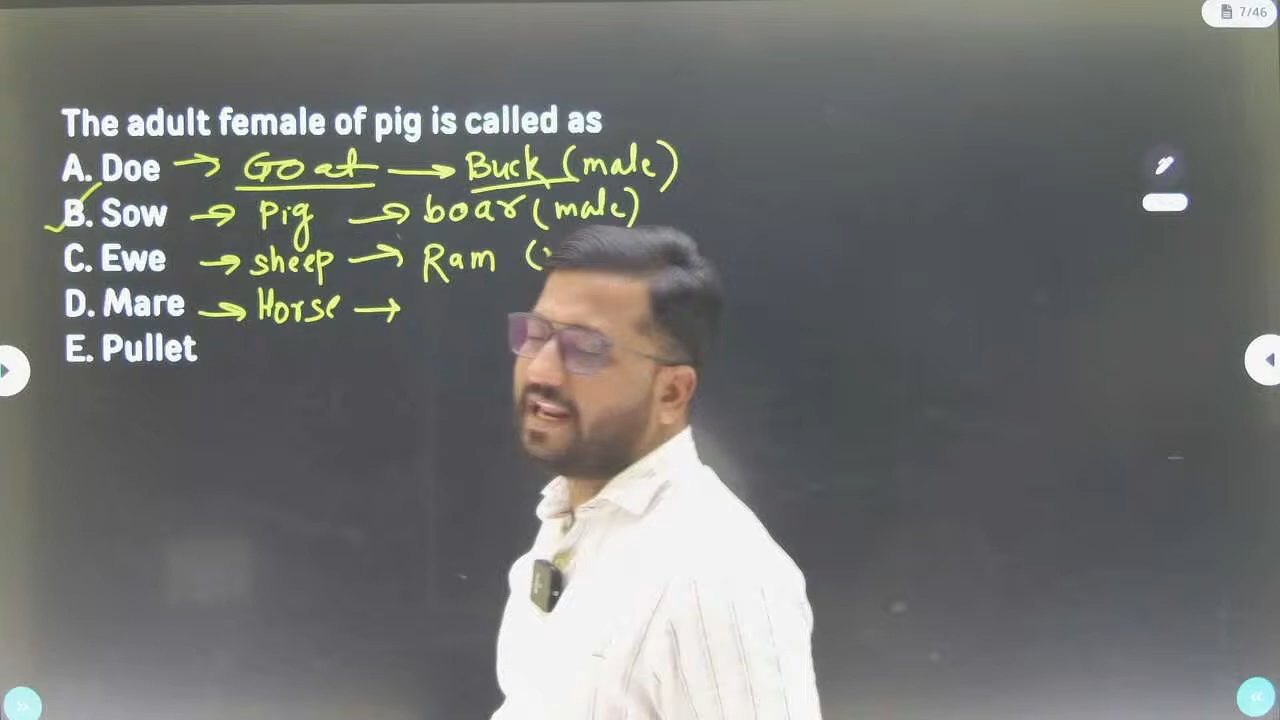 7/46
The adult female of pig is called as
A. Doe → Goat → Buck (male)
B. Sow → Pig → boar (male)
C. Ewe → sheep → Ram (
D. Mare → Horse →
E. Pullet